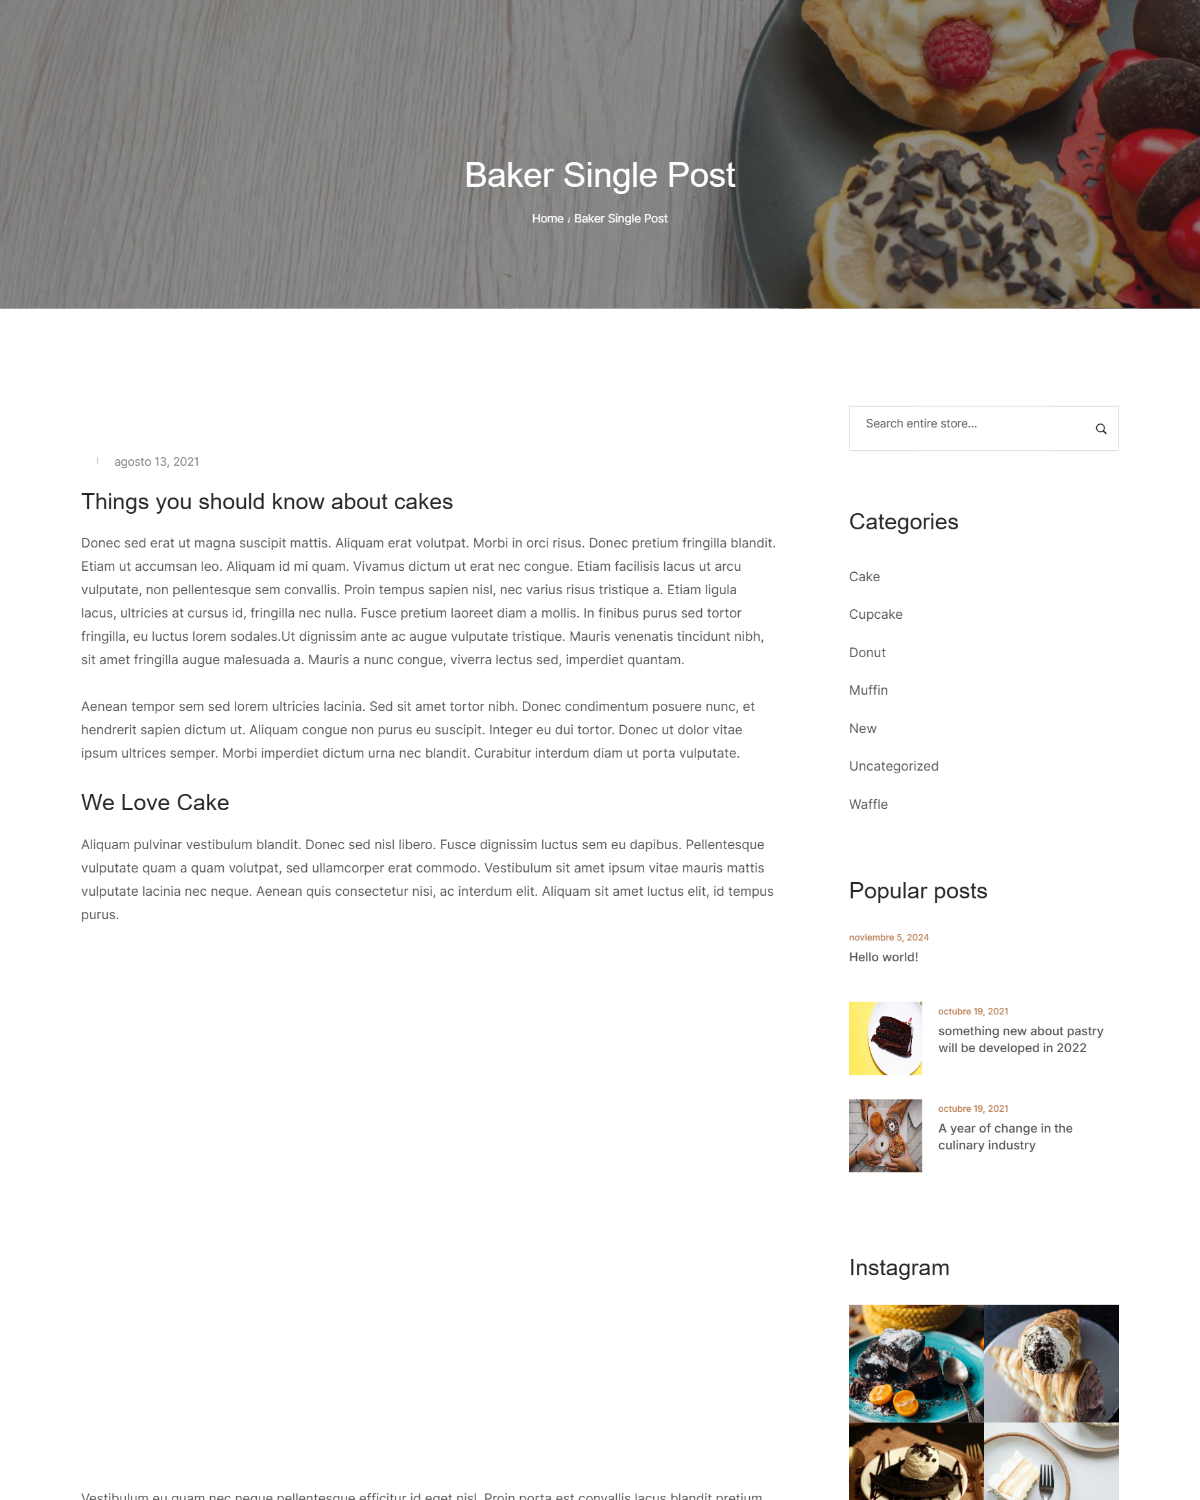 Baker Single Post
Home / Baker Single Post
agosto 13, 2021
Things you should know about cakes
Donec sed erat ut magna suscipit mattis. Aliquam erat volutpat. Morbi in orci risus. Donec pretium fringilla blandit.
Etiam ut accumsan leo. Aliquam id mi quam. Vivamus dictum ut erat nec congue. Etiam facilisis lacus ut arcu
vulputate, non pellentesque sem convallis. Proin tempus sapien nisl, nec varius risus tristique a. Etiam ligula
lacus, ultricies at cursus id, fringilla nec nulla. Fusce pretium laoreet diam a mollis. In finibus purus sed tortor
fringilla, eu luctus lorem sodales.Ut dignissim ante ac augue vulputate tristique. Mauris venenatis tincidunt nibh,
sit amet fringilla augue malesuada a. Mauris a nunc congue, viverra lectus sed, imperdiet quantam.
Aenean tempor sem sed lorem ultricies lacinia. Sed sit amet tortor nibh. Donec condimentum posuere nunc, et
hendrerit sapien dictum ut. Aliquam congue non purus eu suscipit. Integer eu dui tortor. Donec ut dolor vitae
ipsum ultrices semper. Morbi imperdiet dictum urna nec blandit. Curabitur interdum diam ut porta vulputate.
We Love Cake
Aliquam pulvinar vestibulum blandit. Donec sed nisl libero. Fusce dignissim luctus sem eu dapibus. Pellentesque
vulputate quam a quam volutpat, sed ullamcorper erat commodo. Vestibulum sit amet ipsum vitae mauris mattis
vulputate lacinia nec neque. Aenean quis consectetur nisi, ac interdum elit. Aliquam sit amet luctus elit, id tempus
purus.
Vestibulum eu quam nec neque pellentesque efficitur id eget nisl. Proin porta est convallis lacus blandit pretium
Search entire store...
Categories
Cake
Cupcake
Donut
Muffin
New
Uncategorized
Waffle
Popular posts
noviembre 5, 2024
Hello world!
octubre 19, 2021
something new about pastry
will be developed in 2022
octubre 19, 2021
A year of change in the
culinary industry
Instagram